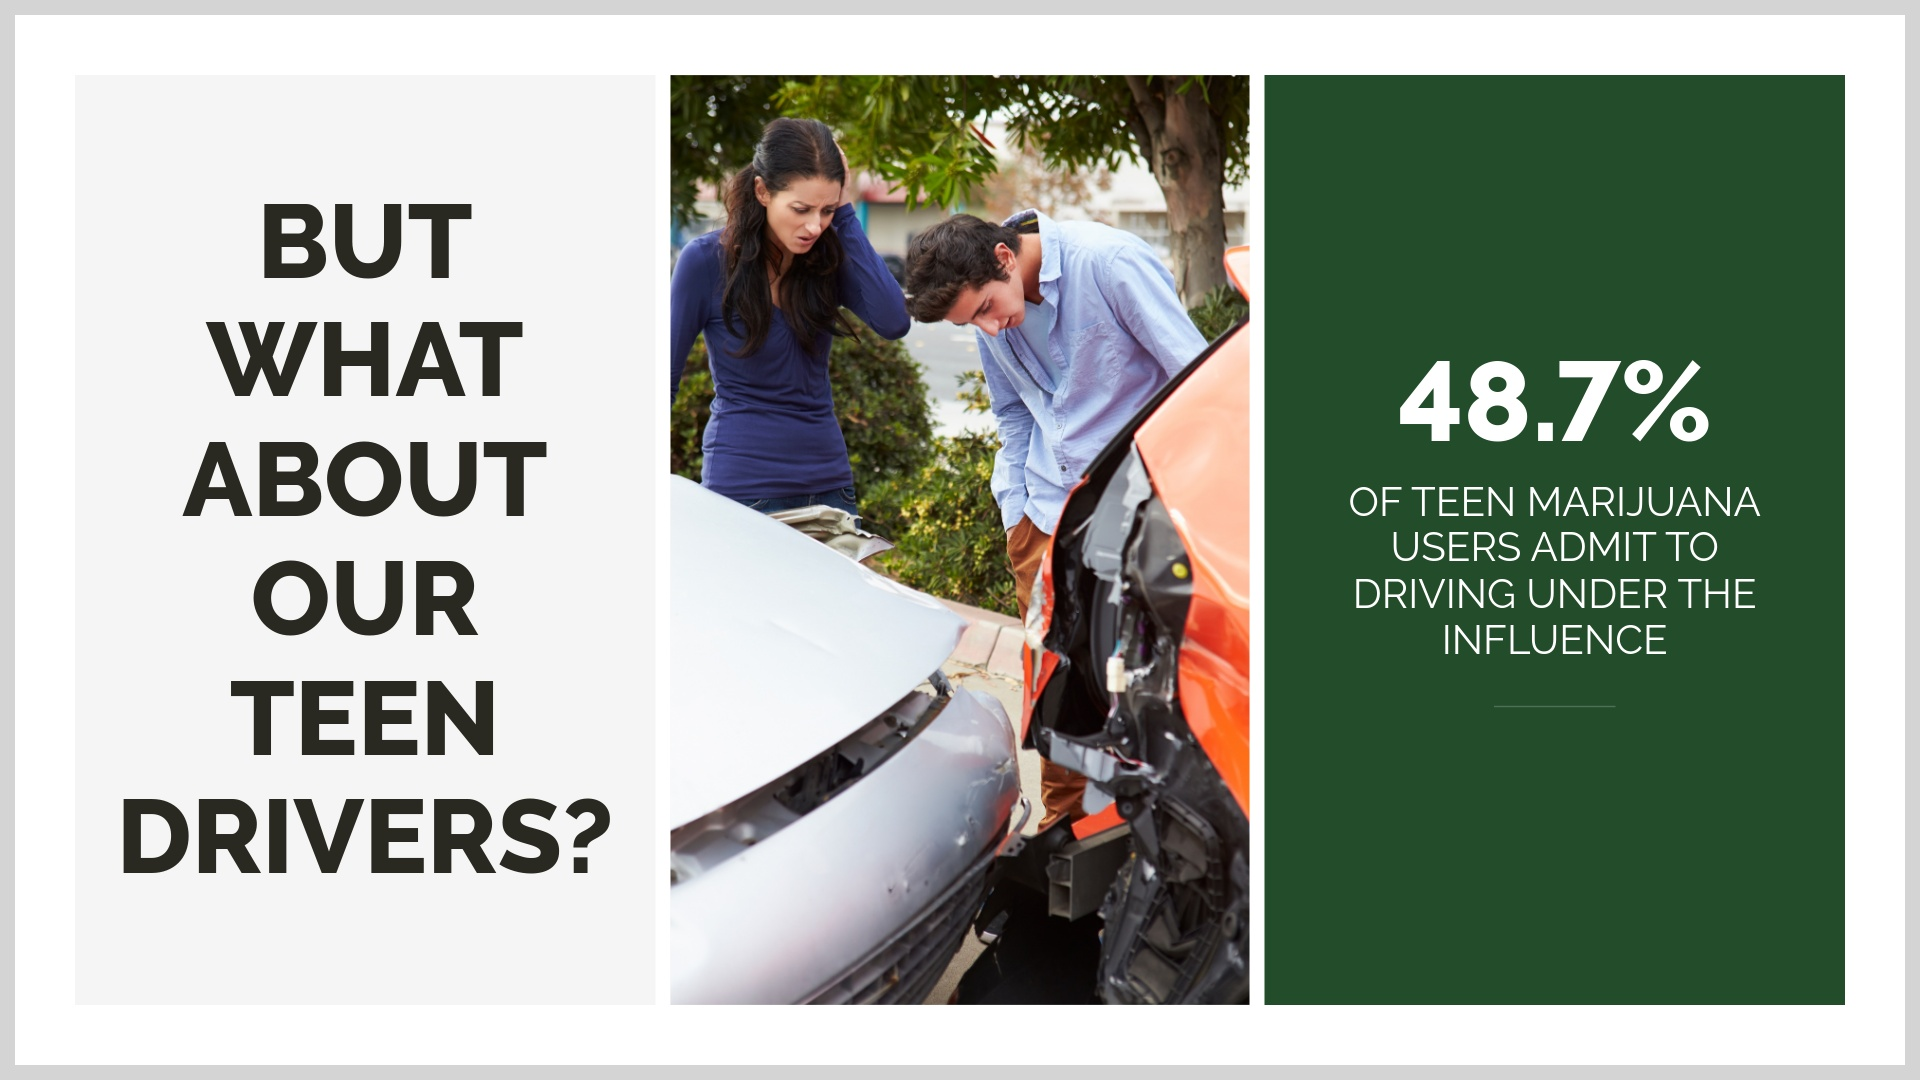 BUT
WHAT
ABOUT
OUR
TEEN
DRIVERS?
48.7%
OF TEEN MARIJUANA
USERS ADMIT TO
DRIVING UNDER THE
INFLUENCE